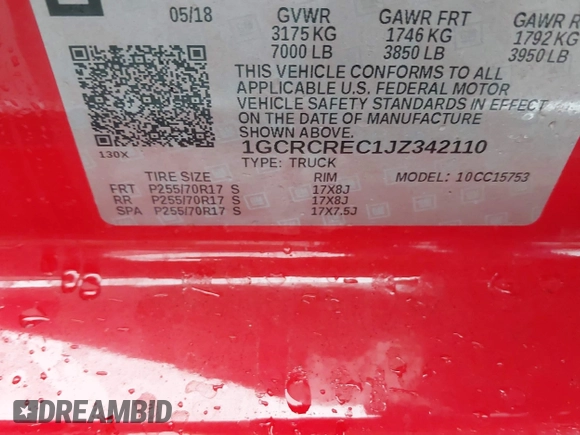 05/18 GVWR GAWR FRT GAWR R
3175 KG 1746 KG 1792 KG
7000 LB 3850 LB 3950 LB
THIS VEHICLE CONFORMS TO ALL
APPLICABLE U.S. FEDERAL MOTOR
VEHICLE SAFETY STANDARDS IN EFFECT
ON THE DATE OF MANUFACTURE
SHOWN ABOVE.
130X 1GCRCREC1JZ342110
TYPE: TRUCK MODEL: 10CC15753
TIRE SIZE RIM
FRT P255/70R17 S 17X8J
RR P255/70R17 S 17X8J
SPA P255/70R17 S 17X7.5J
DREAMBID